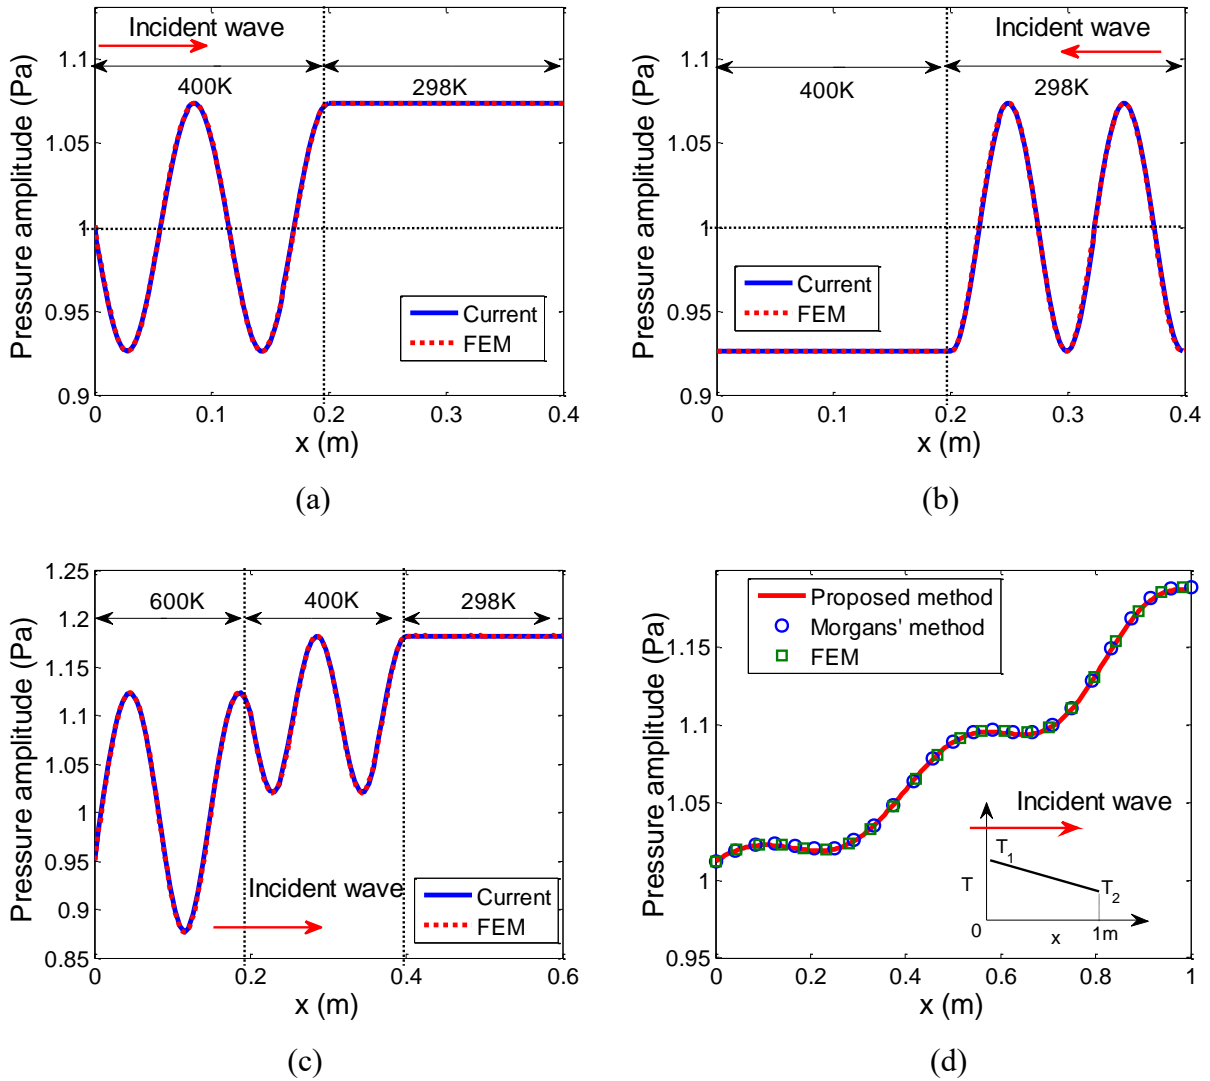 Incident wave
400K
298K
Pressure amplitude (Pa)
1.1
1.05
1
0.95
0.9
Current
FEM
0
0.1
0.2
0.3
0.4
x (m)
(a)
Incident wave
400K
298K
Pressure amplitude (Pa)
1.1
1.05
1
0.95
0.9
Current
FEM
0
0.1
0.2
0.3
0.4
x (m)
(b)
1.25
1.2
1.15
1.1
1.05
1
0.95
0.9
0.85
Pressure amplitude (Pa)
600K
400K
298K
Incident wave
Current
FEM
0
0.2
0.4
0.6
x (m)
(c)
Proposed method
Morgans' method
FEM
Pressure amplitude (Pa)
1.15
1.1
1.05
1
0.95
Incident wave
T1
T
T2
0
x
1m
0
0.2
0.4
0.6
0.8
1
x (m)
(d)